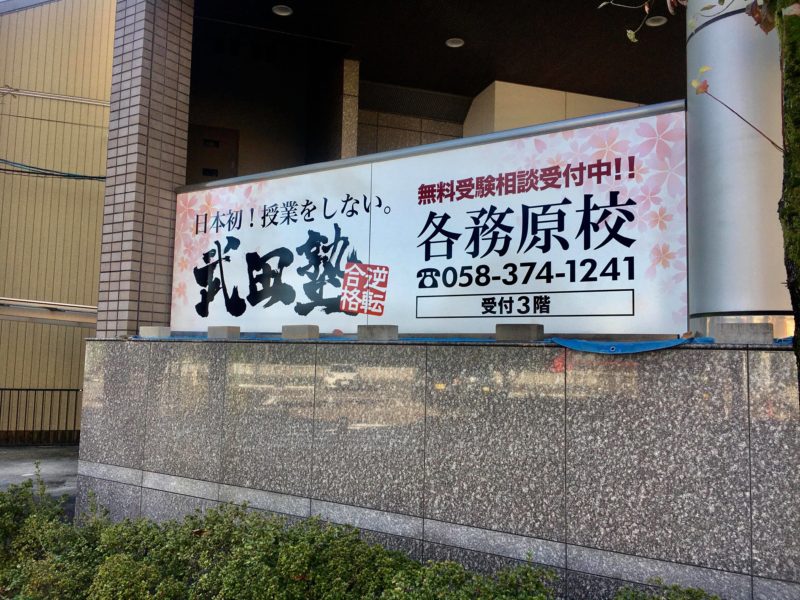 日本初！授業をしない。
武田塾
逆転
合格
無料受験相談受付中!!
各務原校
☎058-374-1241
受付3階